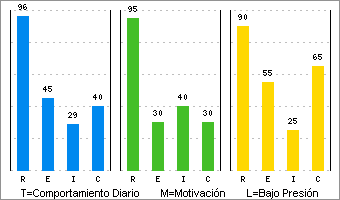 96 45 29 40 95 30 40 30 90 55 25 65
R E I C R E I C R E I C
T=Comportamiento Diario M=Motivación L=Bajo Presión